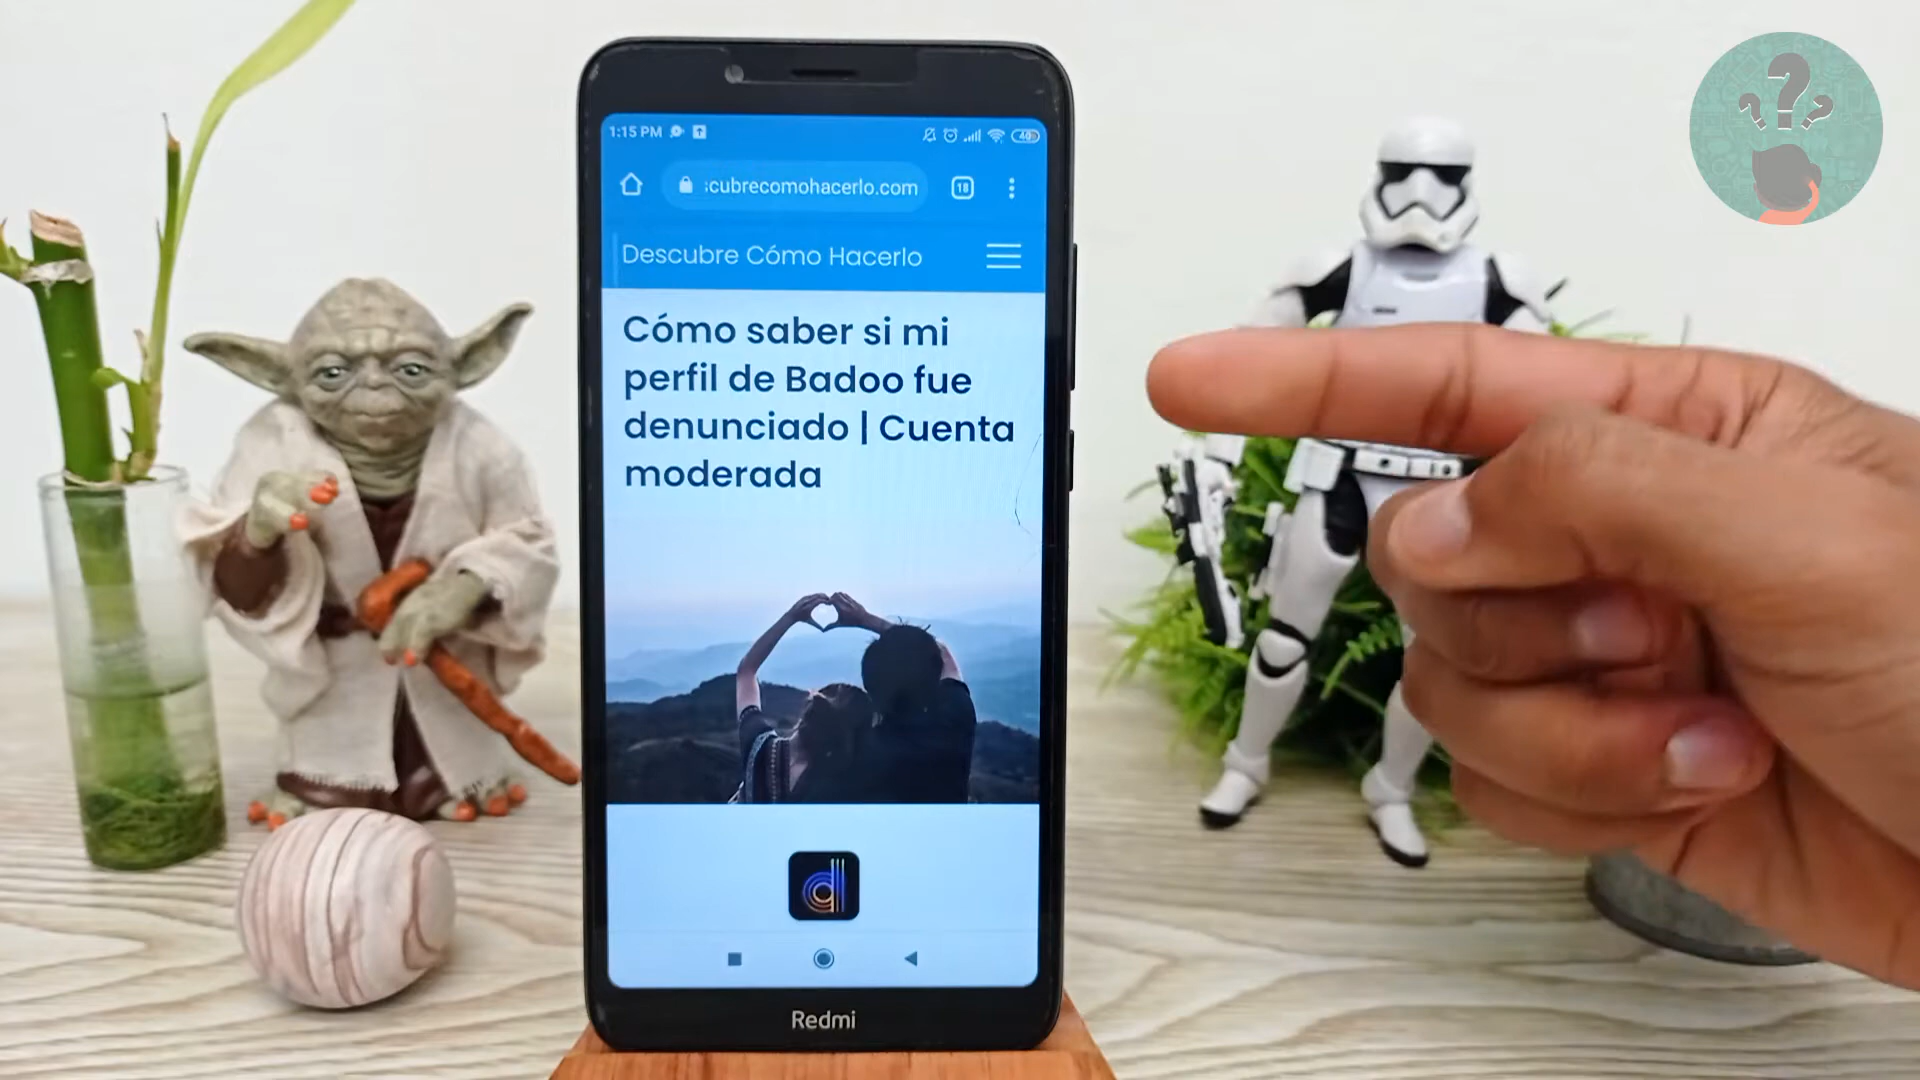 1:15 PM
40
:cubrecomohacerlo.com
18
Descubre Cómo Hacerlo
Cómo saber si mi
perfil de Badoo fue
denunciado | Cuenta
moderada
Redmi